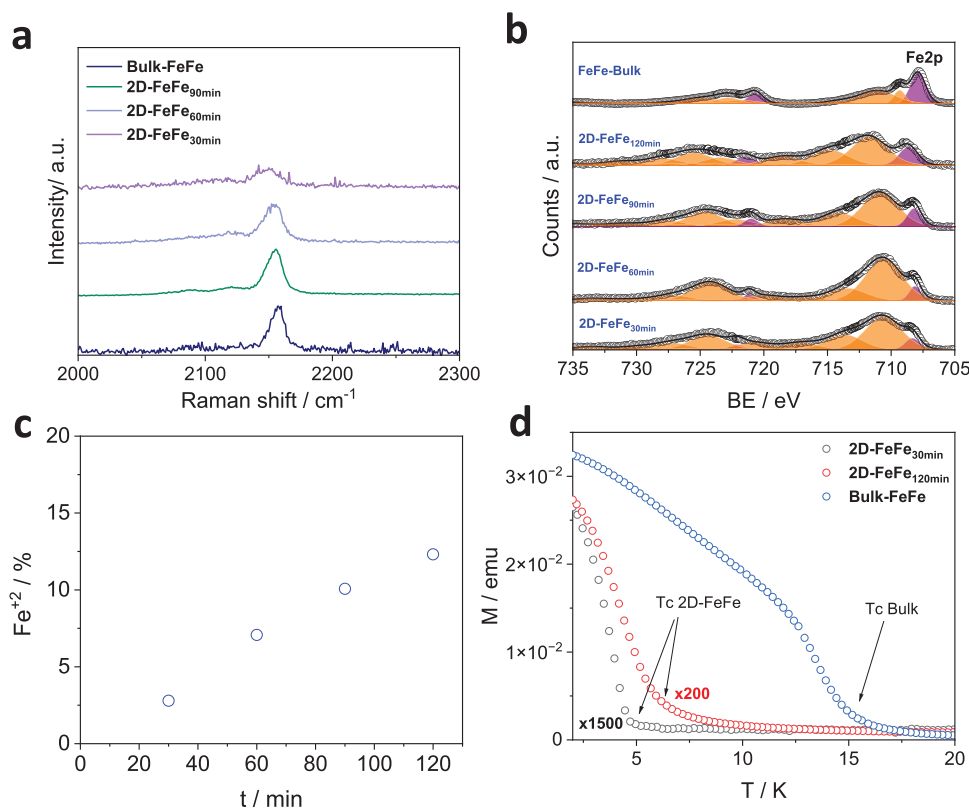 a
Bulk-FeFe
2D-FeFe90min
2D-FeFe60min
2D-FeFe30min
Intensity/ a.u.
2000 2100 2200 2300
Raman shift / cm-1
b
Fe2p
FeFe-Bulk
2D-FeFe120min
2D-FeFe90min
2D-FeFe60min
2D-FeFe30min
Counts / a.u.
735 730 725 720 715 710 705
BE / eV
c
20
15
10
5
0
Fe+2 / %
0 20 40 60 80 100 120
t / min
d
2D-FeFe30min
2D-FeFe120min
Bulk-FeFe
3×10−2
2×10−2
1×10−2
0
M / emu
Tc 2D-FeFe
Tc Bulk
x200
x1500
5 10 15 20
T / K